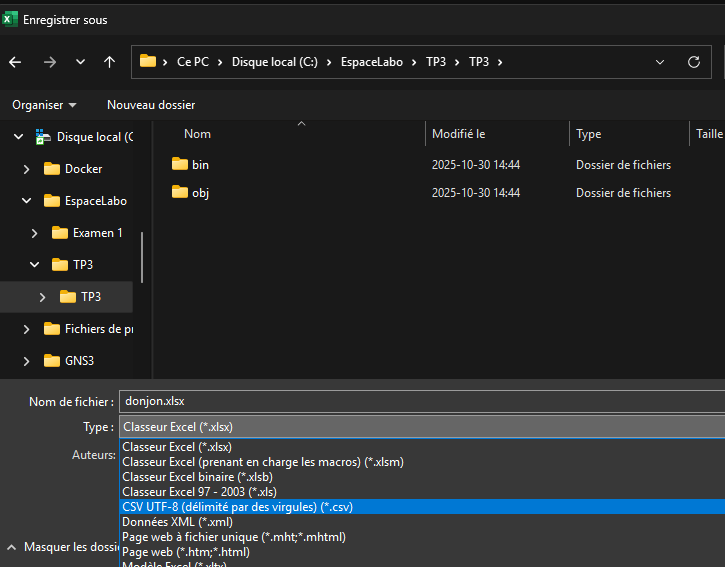 Enregistrer sous
Ce PC > Disque local (C:) > EspaceLabo > TP3 > TP3 >
Organiser Nouveau dossier
Nom Modifié le Type Taille
bin 2025-10-30 14:44 Dossier de fichiers
obj 2025-10-30 14:44 Dossier de fichiers
Disque local (C
Docker
EspaceLabo
Examen 1
TP3
TP3
Fichiers de pr
GNS3
Nom de fichier : donjon.xlsx
Type : Classeur Excel (*.xlsx)
Auteurs:
Classeur Excel (*.xlsx)
Classeur Excel (prenant en charge les macros) (*.xlsm)
Classeur Excel binaire (*.xlsb)
Classeur Excel 97 - 2003 (*.xls)
CSV UTF-8 (délimité par des virgules) (*.csv)
Données XML (*.xml)
Page web à fichier unique (*.mht;*.mhtml)
Page web (*.htm;*.html)
Modèle Excel (*.xltx)
Masquer les dossi